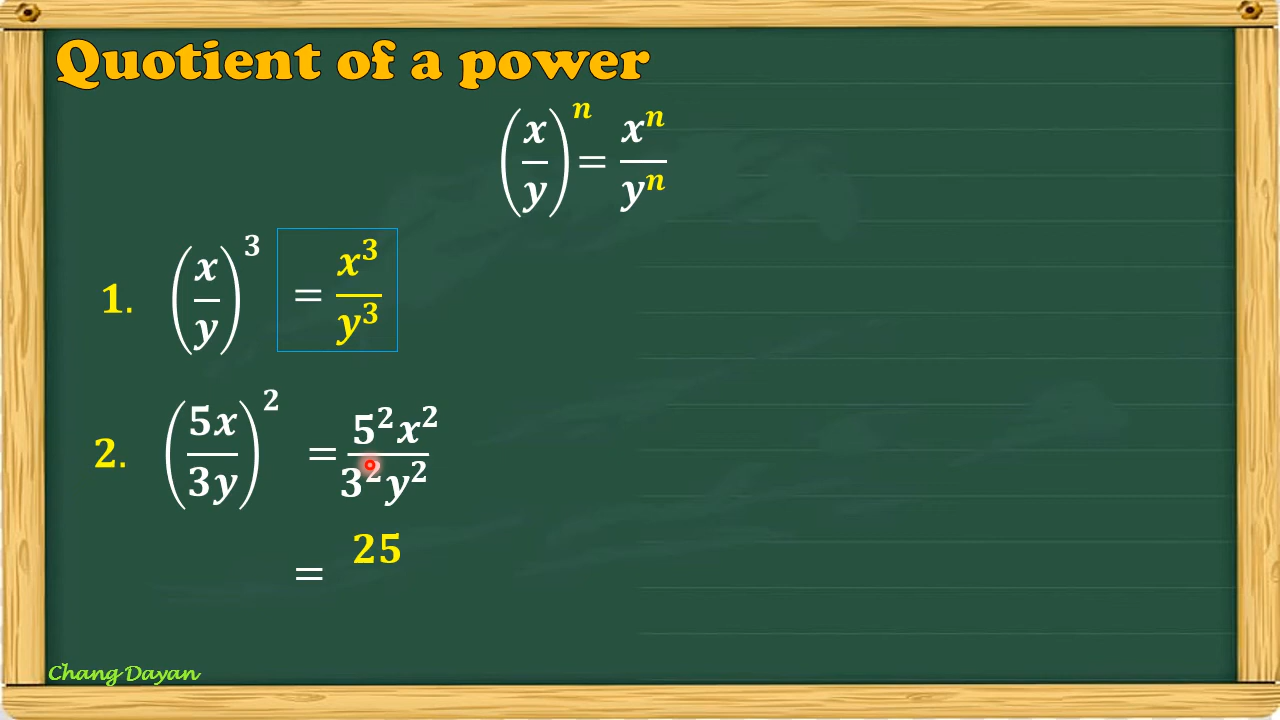 Quotient of a power
(x/y)^n = x^n/y^n
1. (x/y)^3 = x^3/y^3
2. (5x/3y)^2 = 5^2x^2/3^2y^2
= 25
Chang Dayan